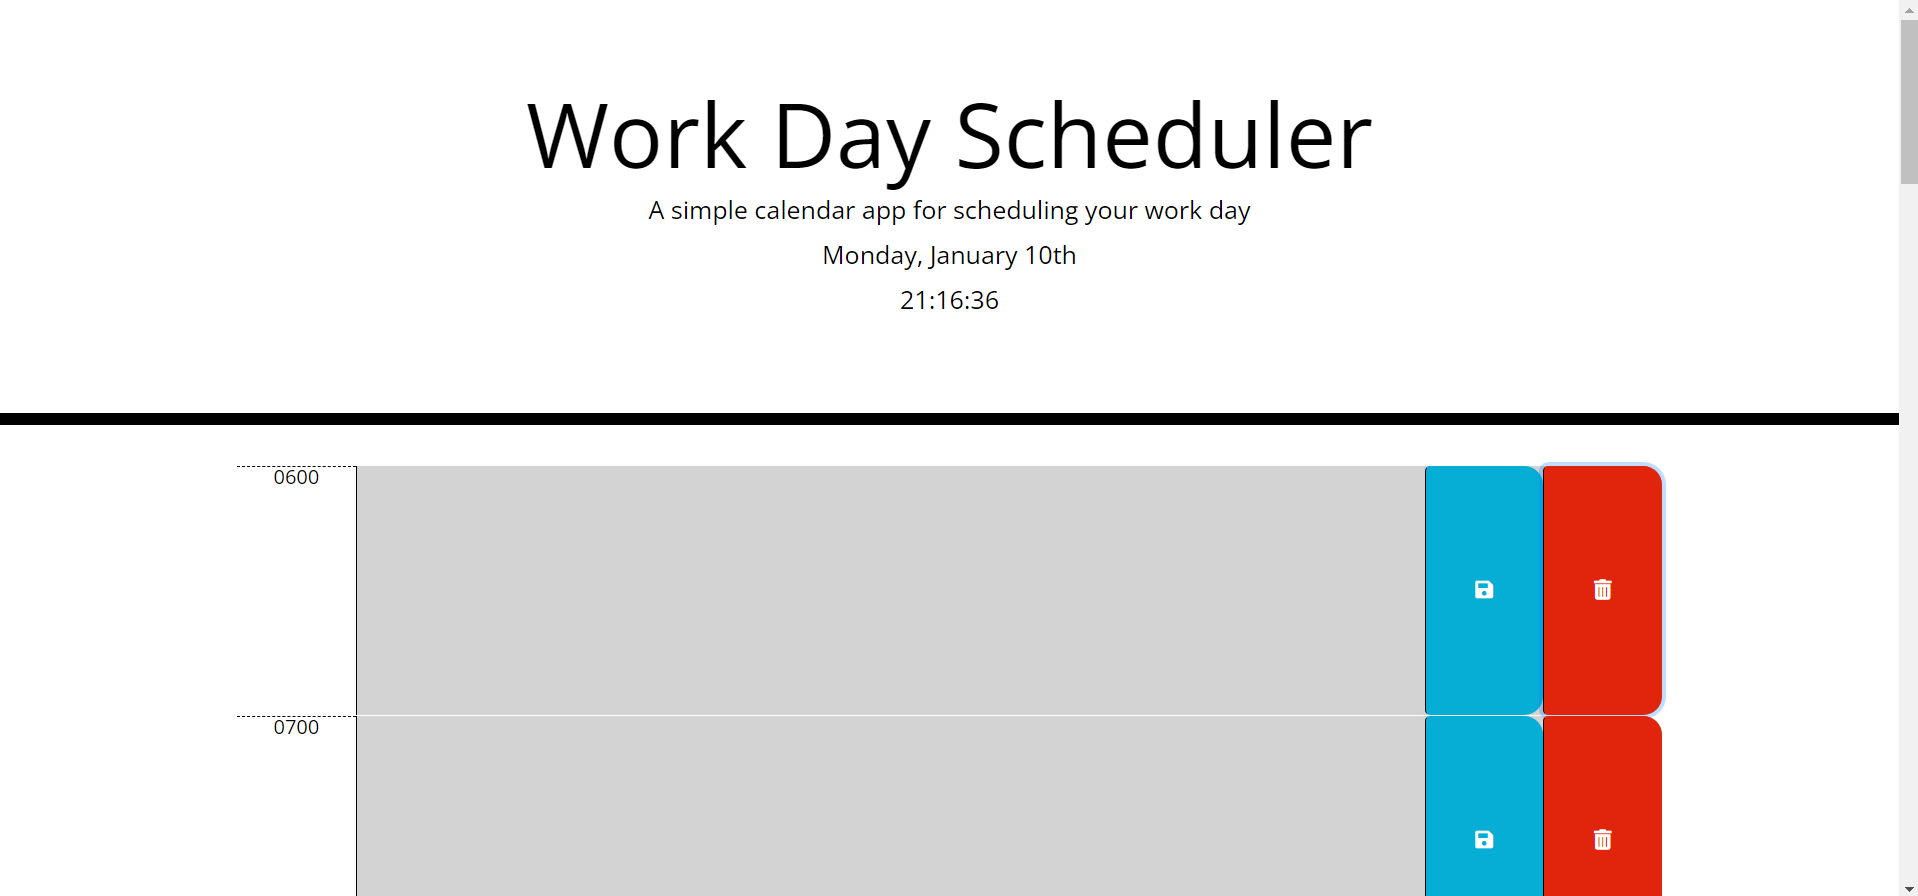 Work Day Scheduler
A simple calendar app for scheduling your work day
Monday, January 10th
21:16:36
0600
0700